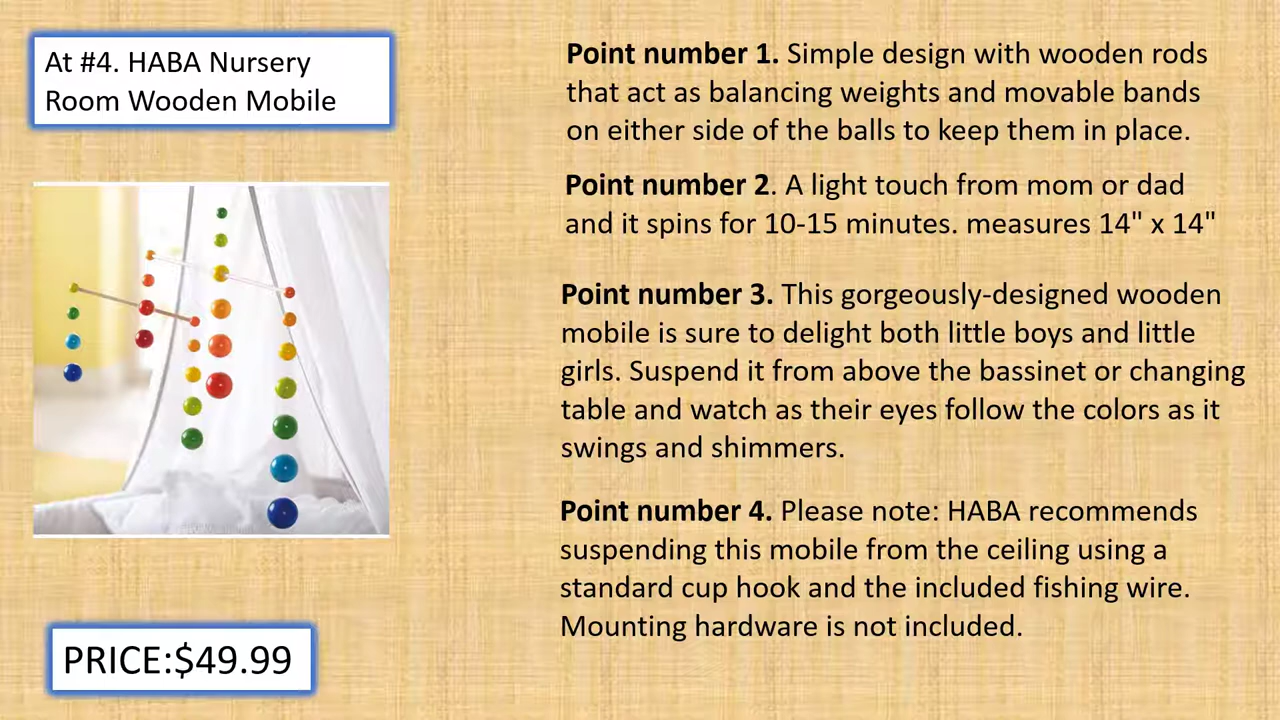 At #4. HABA Nursery
Room Wooden Mobile
Point number 1. Simple design with wooden rods
that act as balancing weights and movable bands
on either side of the balls to keep them in place.
Point number 2. A light touch from mom or dad
and it spins for 10-15 minutes. measures 14" x 14"
Point number 3. This gorgeously-designed wooden
mobile is sure to delight both little boys and little
girls. Suspend it from above the bassinet or changing
table and watch as their eyes follow the colors as it
swings and shimmers.
Point number 4. Please note: HABA recommends
suspending this mobile from the ceiling using a
standard cup hook and the included fishing wire.
Mounting hardware is not included.
PRICE:$49.99